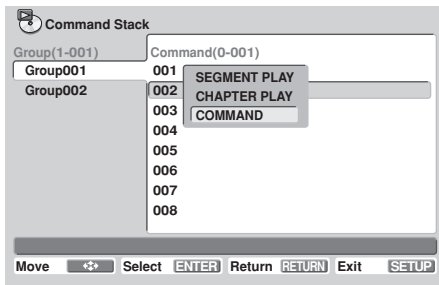 Command Stack
Group(1-001)
Command(0-001)
Group001
Group002
001
002
003
004
005
006
007
008
SEGMENT PLAY
CHAPTER PLAY
COMMAND
Move Select ENTER Return RETURN Exit SETUP